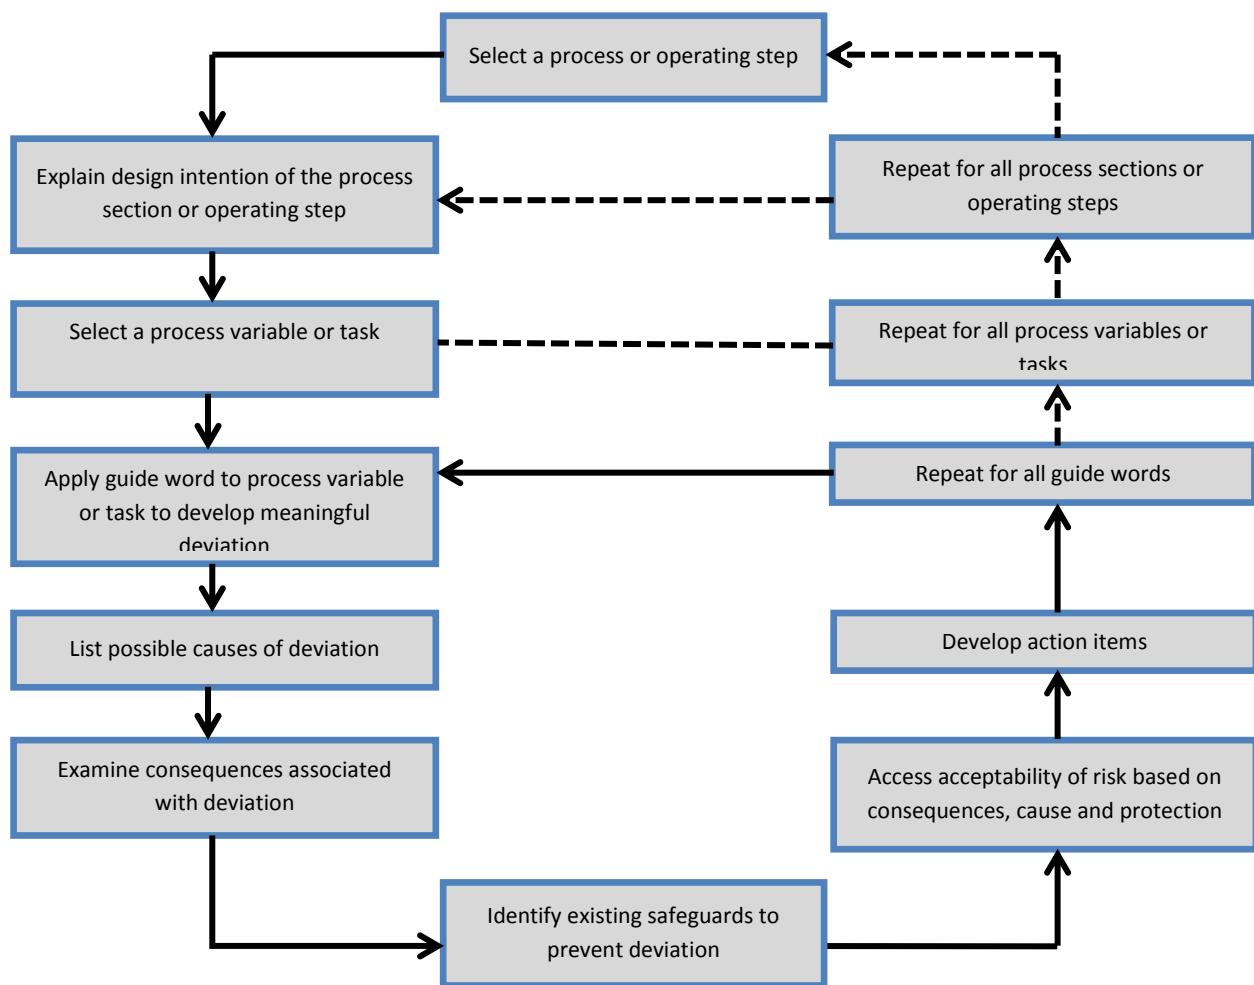 Select a process or operating step
Explain design intention of the process
section or operating step
Repeat for all process sections or
operating steps
Select a process variable or task
Repeat for all process variables or
tasks
Apply guide word to process variable
or task to develop meaningful
deviation
Repeat for all guide words
List possible causes of deviation
Develop action items
Examine consequences associated
with deviation
Access acceptability of risk based on
consequences, cause and protection
Identify existing safeguards to
prevent deviation